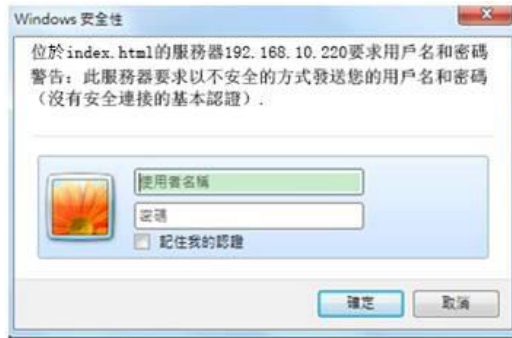 Windows 安全性
位於index.html的服務器192.168.10.220要求用戶名和密碼
警告：此服務器要求以不安全的方式發送您的用戶名和密碼
（沒有安全連接的基本認證）.
使用者名稱
密碼
記住我的認證
確定
取消